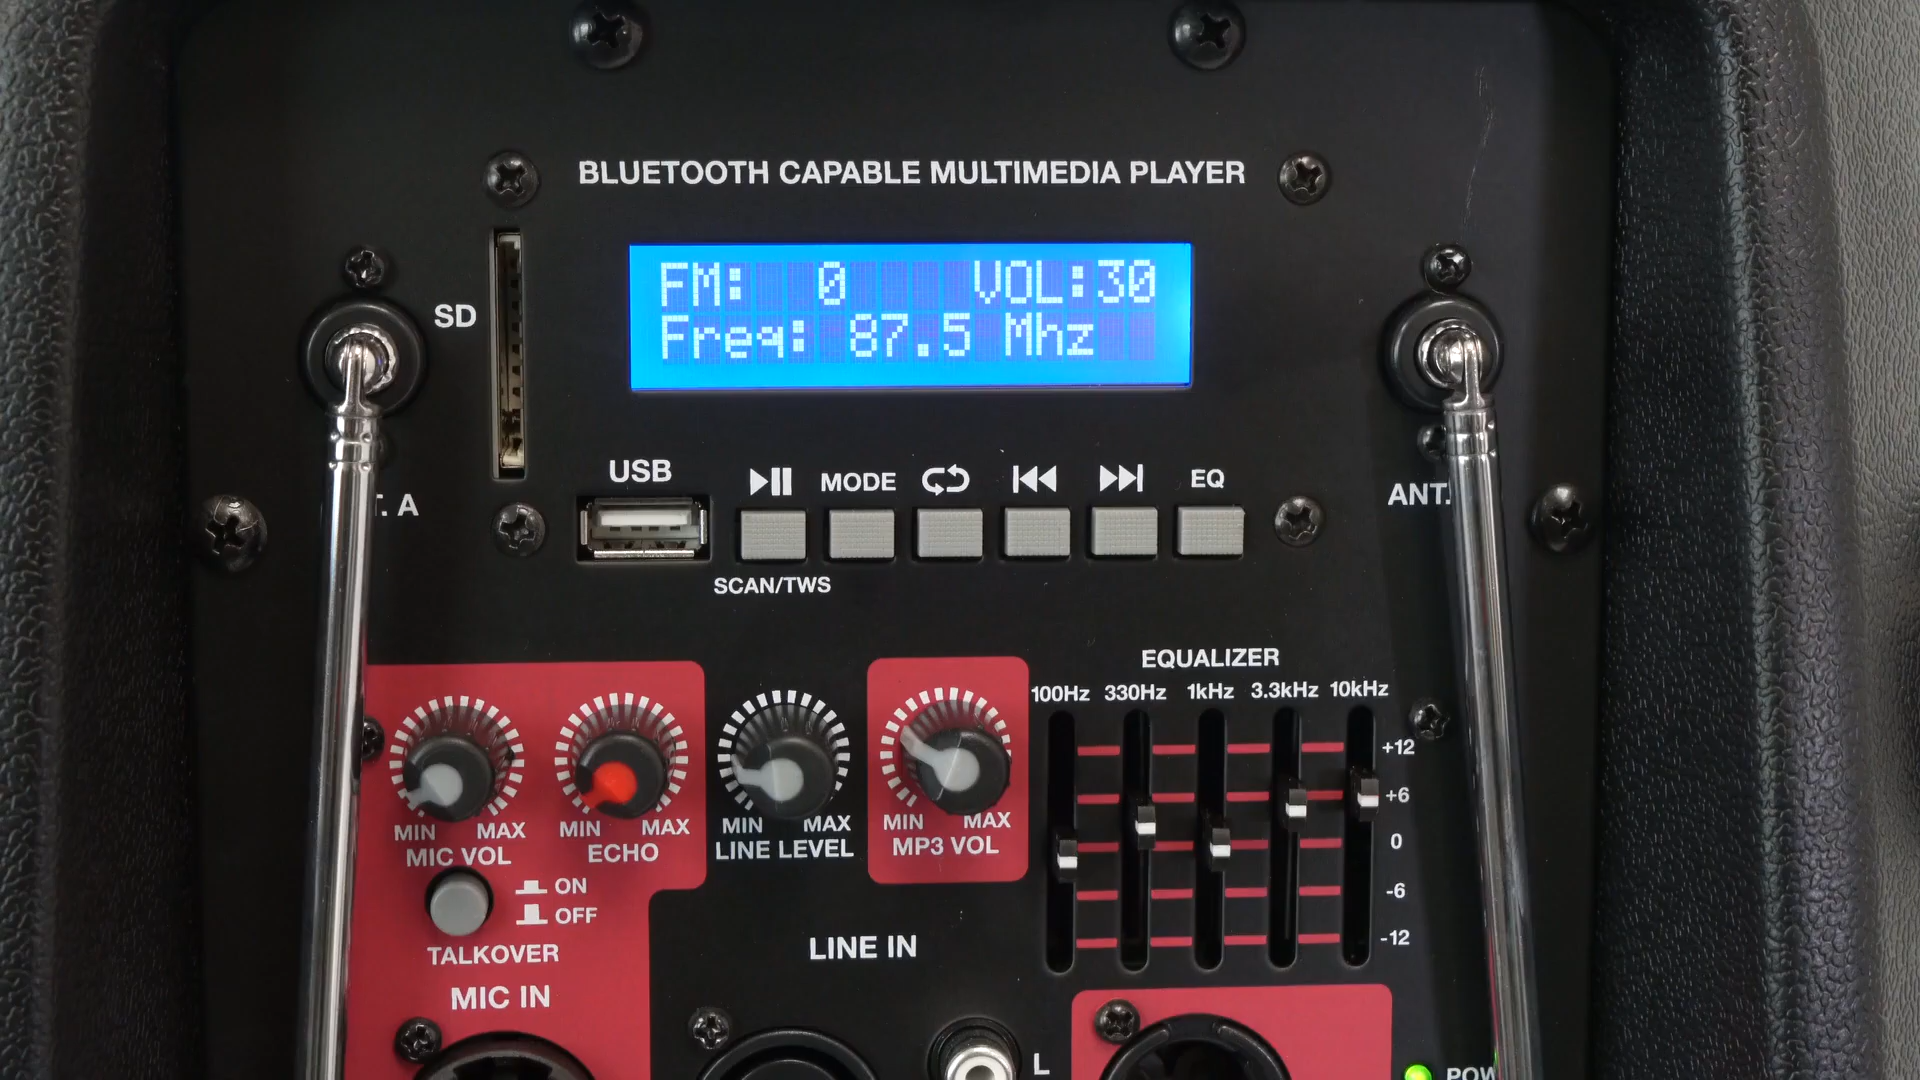 BLUETOOTH CAPABLE MULTIMEDIA PLAYER
FM: 0 VOL:30
Freq: 87.5 Mhz
SD
USB
MODE
EQ
T. A
ANT.
SCAN/TWS
EQUALIZER
100Hz 330Hz 1kHz 3.3kHz 10kHz
+12
+6
0
-6
-12
MIN MAX
MIC VOL
MIN MAX
ECHO
MIN MAX
LINE LEVEL
MIN MAX
MP3 VOL
ON
OFF
TALKOVER
LINE IN
MIC IN
L
POW